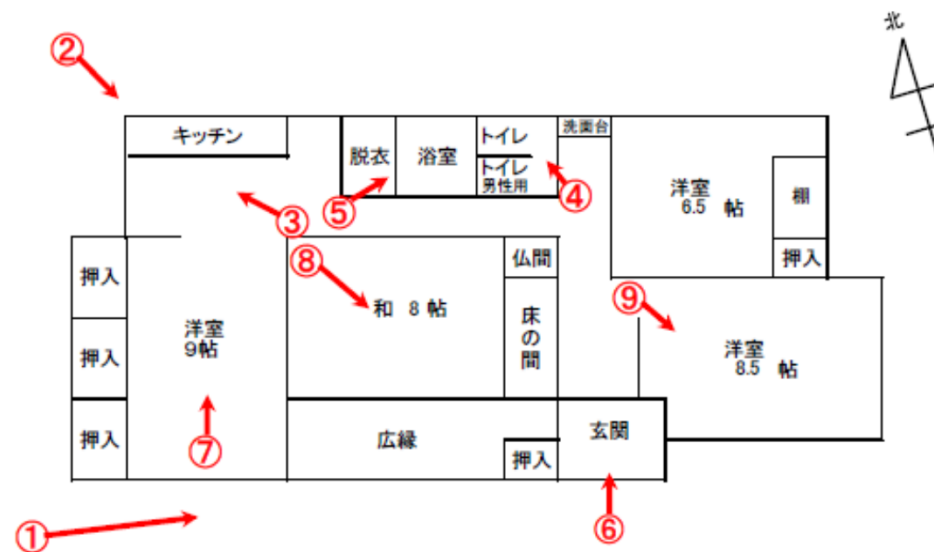 北
②
キッチン
脱衣
浴室
トイレ
トイレ
男性用
洗面台
④
洋室
6.5 帖
棚
押入
③
⑤
⑧
押入
押入
押入
洋室
9帖
⑦
和 8 帖
仏間
床の間
⑨
洋室
8.5 帖
広縁
押入
玄関
①
⑥